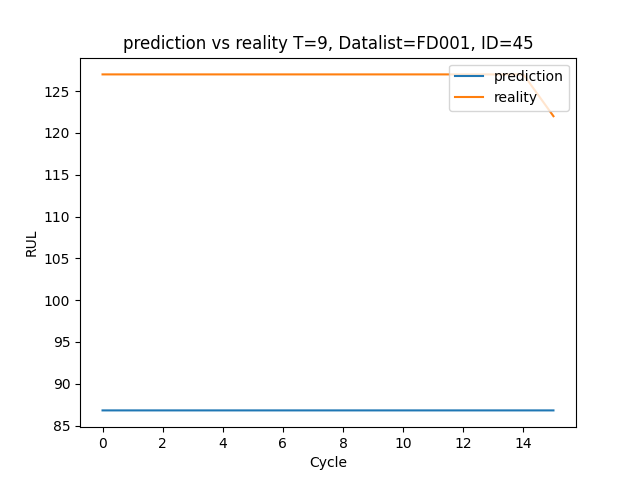 prediction vs reality T=9, Datalist=FD001, ID=45
prediction
reality
RUL
125
120
115
110
105
100
95
90
85
0 2 4 6 8 10 12 14
Cycle